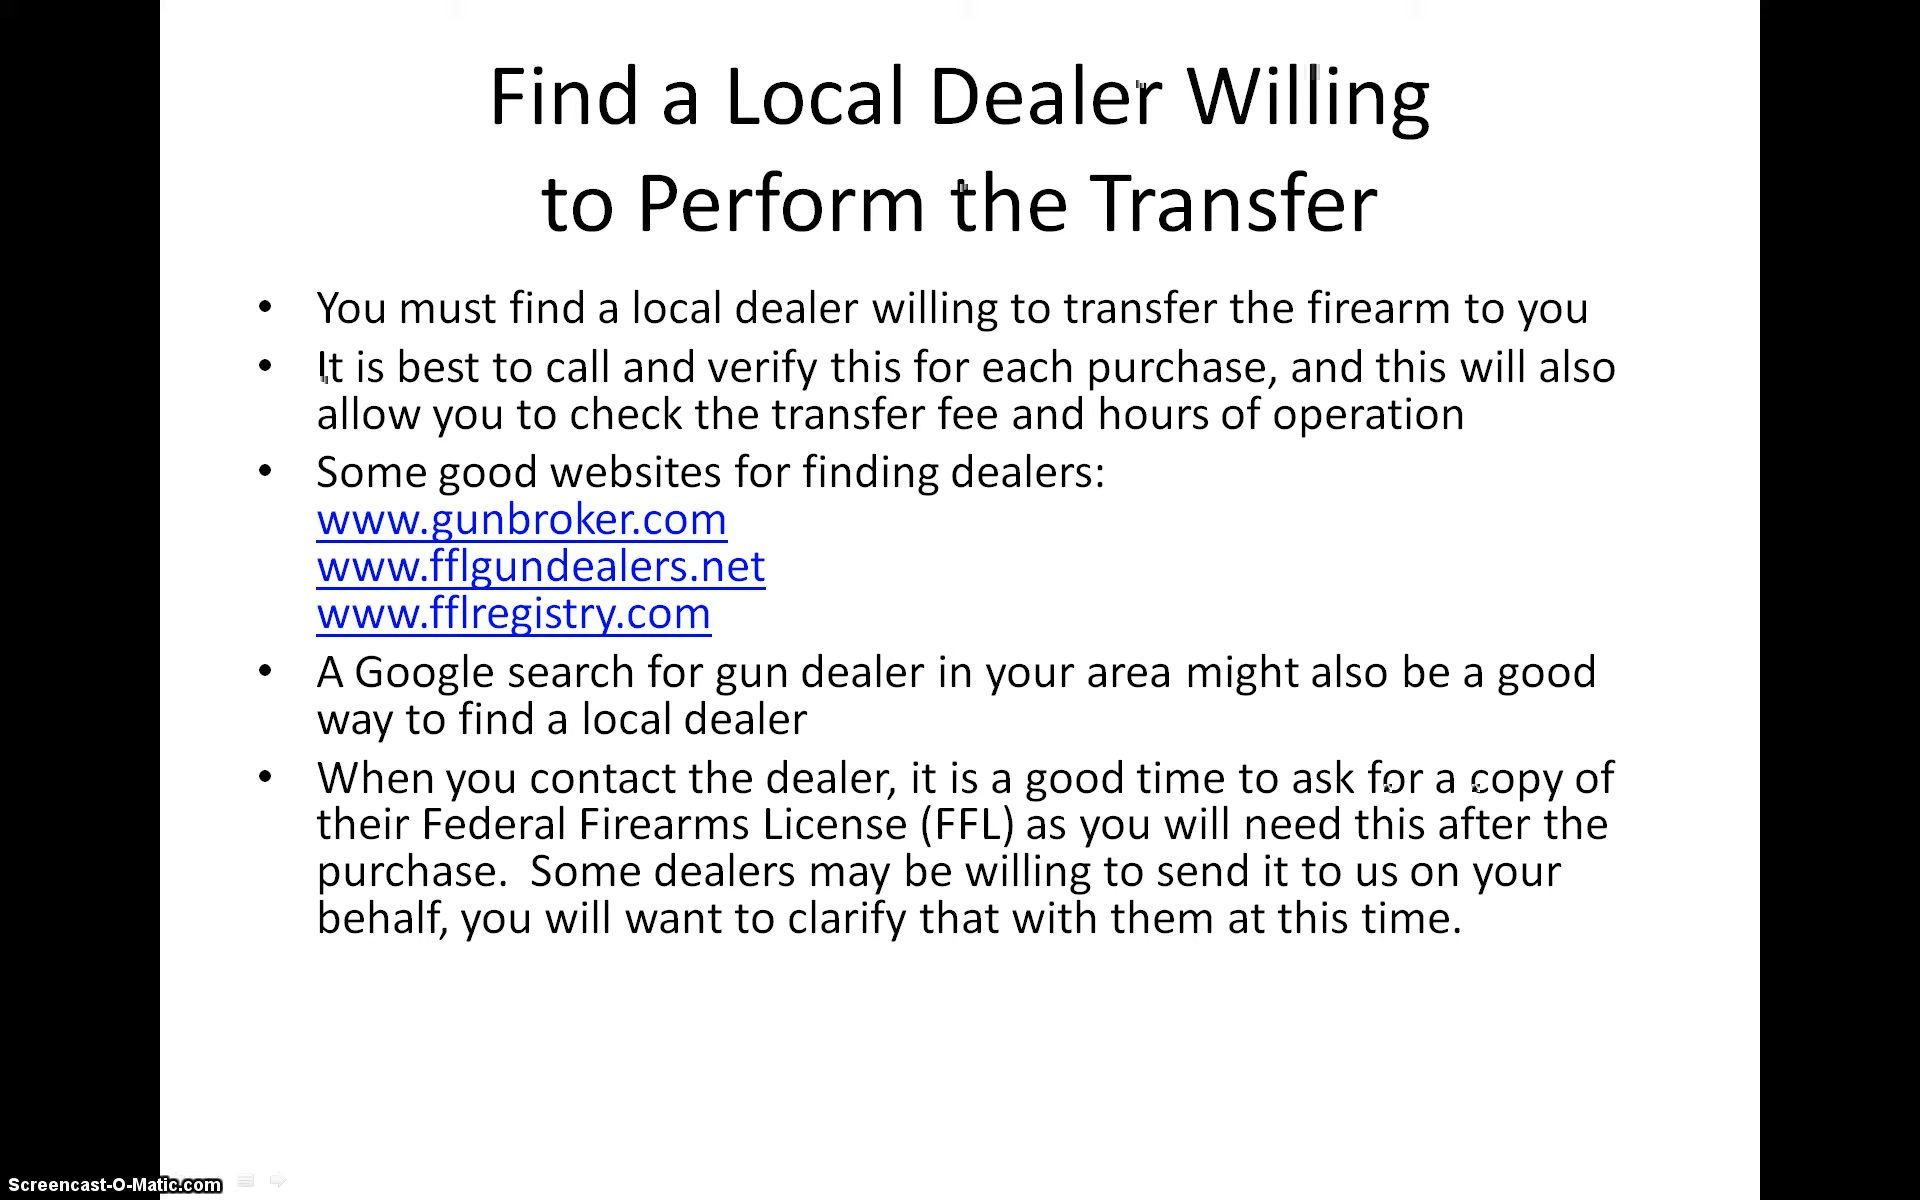 Find a Local Dealer Willing
to Perform the Transfer
• You must find a local dealer willing to transfer the firearm to you
• It is best to call and verify this for each purchase, and this will also
allow you to check the transfer fee and hours of operation
• Some good websites for finding dealers:
www.gunbroker.com
www.fflgundealers.net
www.fflregistry.com
• A Google search for gun dealer in your area might also be a good
way to find a local dealer
• When you contact the dealer, it is a good time to ask for a copy of
their Federal Firearms License (FFL) as you will need this after the
purchase.  Some dealers may be willing to send it to us on your
behalf, you will want to clarify that with them at this time.
Screencast-O-Matic.com